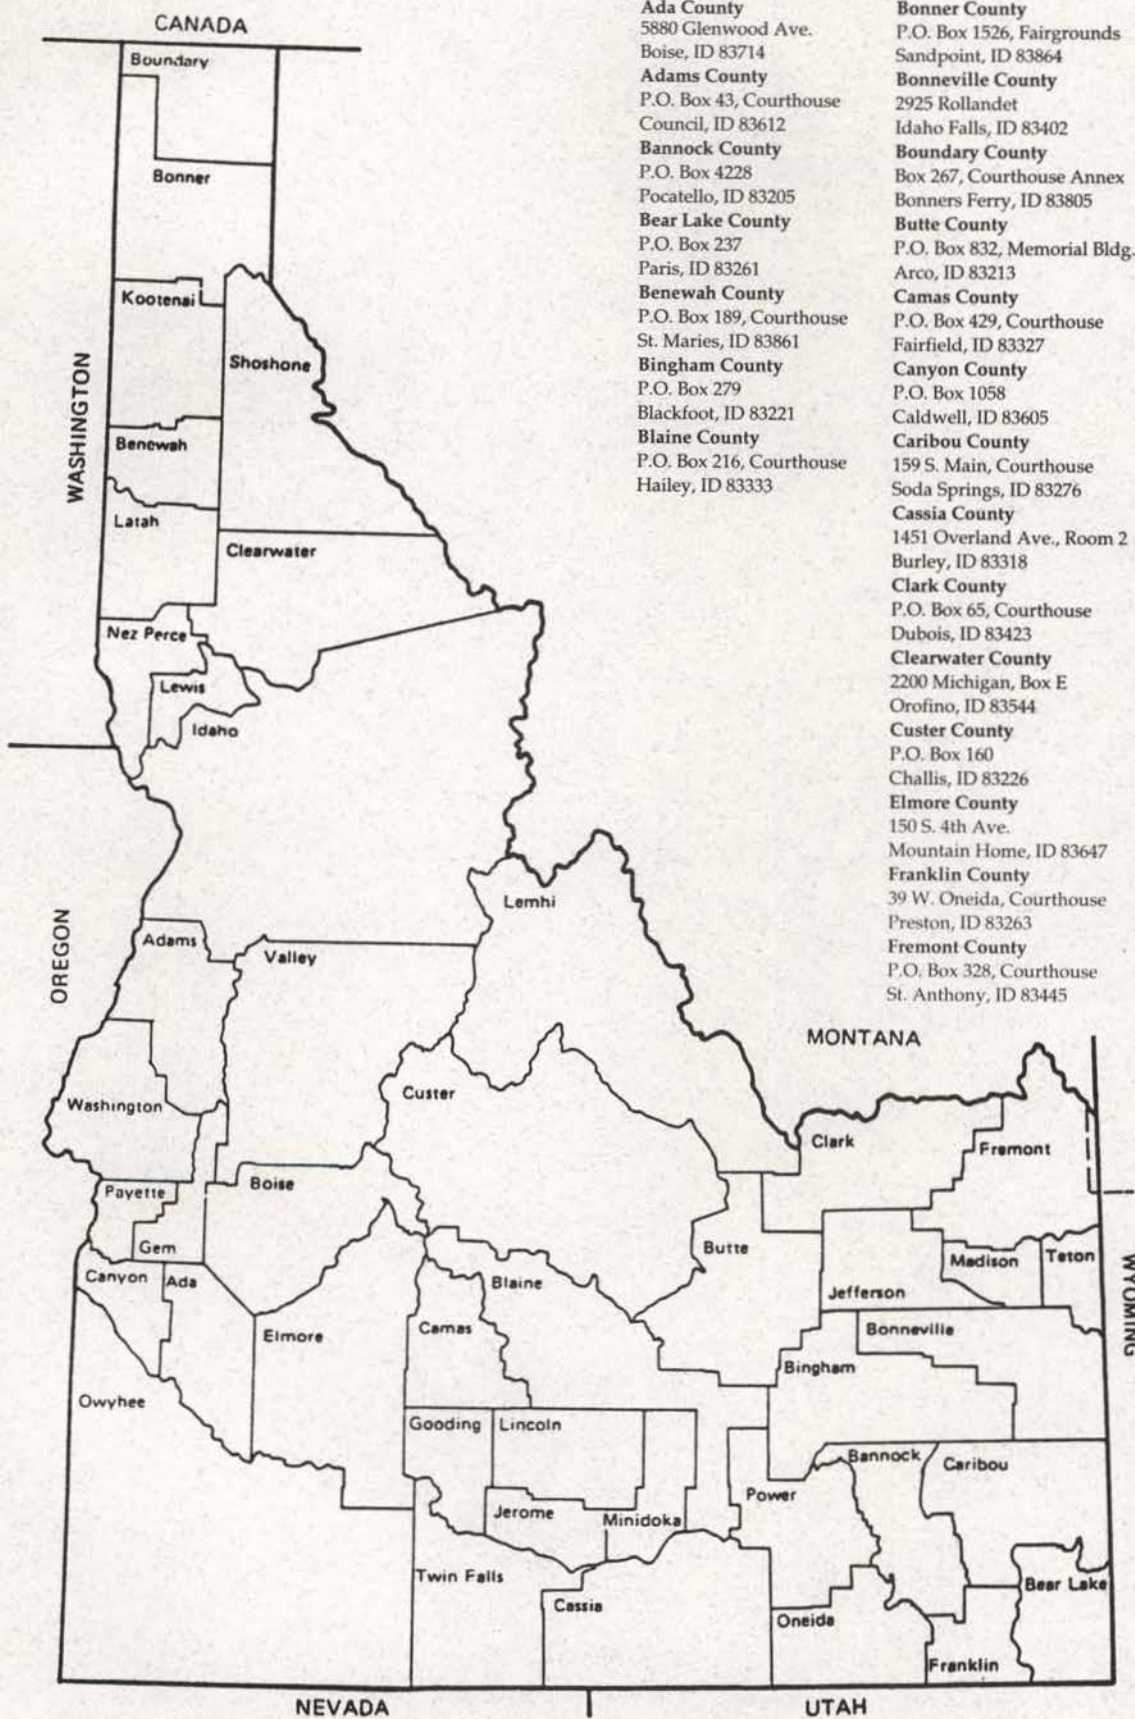 Ada County
5880 Glenwood Ave.
Boise, ID 83714
Adams County
P.O. Box 43, Courthouse
Council, ID 83612
Bannock County
P.O. Box 4228
Pocatello, ID 83205
Bear Lake County
P.O. Box 237
Paris, ID 83261
Benewah County
P.O. Box 189, Courthouse
St. Maries, ID 83861
Bingham County
P.O. Box 279
Blackfoot, ID 83221
Blaine County
P.O. Box 216, Courthouse
Hailey, ID 83333
Bonner County
P.O. Box 1526, Fairgrounds
Sandpoint, ID 83864
Bonneville County
2925 Rollandet
Idaho Falls, ID 83402
Boundary County
Box 267, Courthouse Annex
Bonners Ferry, ID 83805
Butte County
P.O. Box 832, Memorial Bldg.
Arco, ID 83213
Camas County
P.O. Box 429, Courthouse
Fairfield, ID 83327
Canyon County
P.O. Box 1058
Caldwell, ID 83605
Caribou County
159 S. Main, Courthouse
Soda Springs, ID 83276
Cassia County
1451 Overland Ave., Room 2
Burley, ID 83318
Clark County
P.O. Box 65, Courthouse
Dubois, ID 83423
Clearwater County
2200 Michigan, Box E
Orofino, ID 83544
Custer County
P.O. Box 160
Challis, ID 83226
Elmore County
150 S. 4th Ave.
Mountain Home, ID 83647
Franklin County
39 W. Oneida, Courthouse
Preston, ID 83263
Fremont County
P.O. Box 328, Courthouse
St. Anthony, ID 83445
CANADA
Boundary
Bonner
Kootenai
Shoshone
WASHINGTON
Benewah
Latah
Clearwater
Nez Perce
Lewis
Idaho
Lemhi
OREGON
Adams
Valley
MONTANA
Custer
Washington
Clark
Fremont
Payette
Boise
Gem
Butte
Madison
Teton
Canyon
Ada
Blaine
Jefferson
WYOMING
Elmore
Camas
Bonneville
Bingham
Owyhee
Gooding
Lincoln
Bannock
Caribou
Power
Jerome
Minidoka
Twin Falls
Bear Lake
Cassia
Oneida
Franklin
NEVADA
UTAH